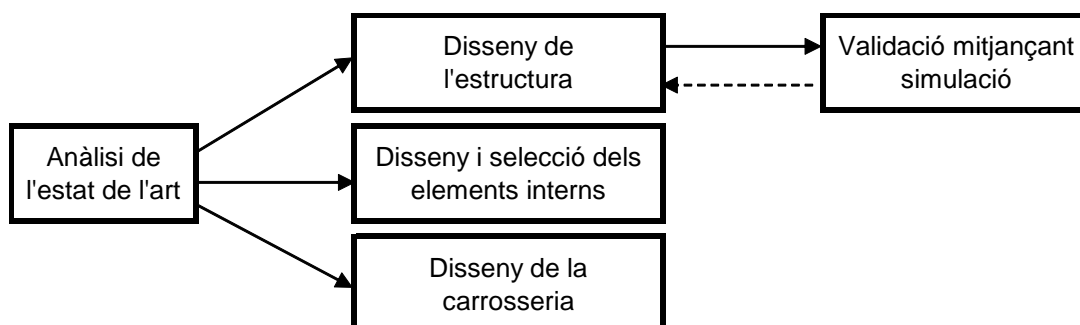 Disseny de
l'estructura
Validació mitjançant
simulació
Anàlisi de
l'estat de l'art
Disseny i selecció dels
elements interns
Disseny de la
carrosseria